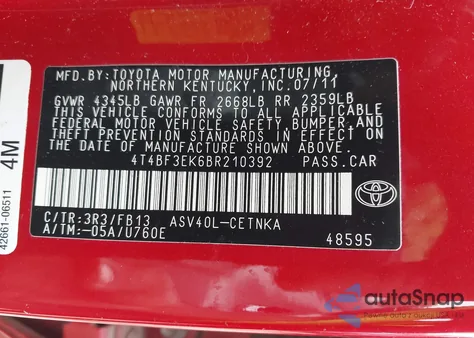 MFD.BY: TOYOTA MOTOR MANUFACTURING,
NORTHERN KENTUCKY, INC. 07/11
GVWR 4345LB GAWR FR 2668LB RR 2359LB
THIS VEHICLE CONFORMS TO ALL APPLICABLE
FEDERAL MOTOR VEHICLE SAFETY, BUMPER, AND
THEFT PREVENTION STANDARDS IN EFFECT ON
THE DATE OF MANUFACTURE SHOWN ABOVE.
4T4BF3EK6BR210392 PASS.CAR
C/TR:3R3/FB13 ASV40L-CETNKA
A/TM:-05A/U760E
48595
TOYOTA
42661-06511
4M
autoSnap